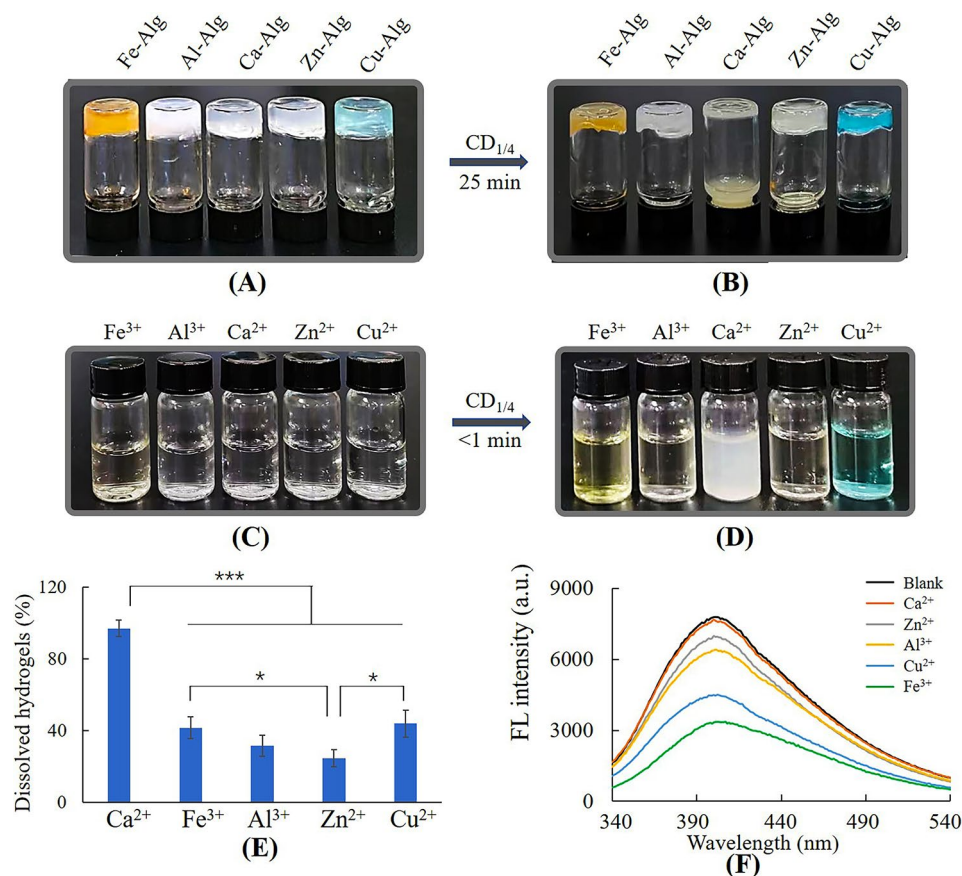 Fe-Alg Al-Alg Ca-Alg Zn-Alg Cu-Alg
Fe-Alg Al-Alg Ca-Alg Zn-Alg Cu-Alg
CD1/4
25 min
(A)
(B)
Fe³⁺ Al³⁺ Ca²⁺ Zn²⁺ Cu²⁺
Fe³⁺ Al³⁺ Ca²⁺ Zn²⁺ Cu²⁺
CD1/4
<1 min
(C)
(D)
Dissolved hydrogels (%)
120
80
40
0
***
*
*
Ca²⁺ Fe³⁺ Al³⁺ Zn²⁺ Cu²⁺
(E)
FL intensity (a.u.)
9000
6000
3000
0
Blank
Ca²⁺
Zn²⁺
Al³⁺
Cu²⁺
Fe³⁺
340 390 440 490 540
Wavelength (nm)
(F)